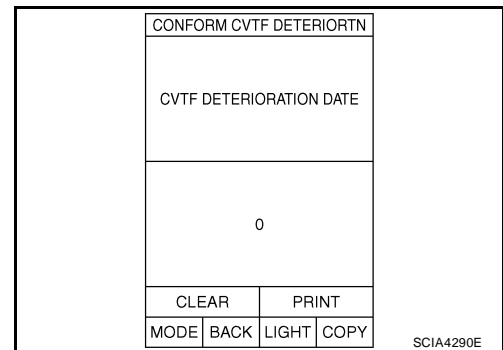 CONFORM CVTF DETERIORTN
CVTF DETERIORATION DATE
0
CLEAR PRINT
MODE BACK LIGHT COPY
SCIA4290E